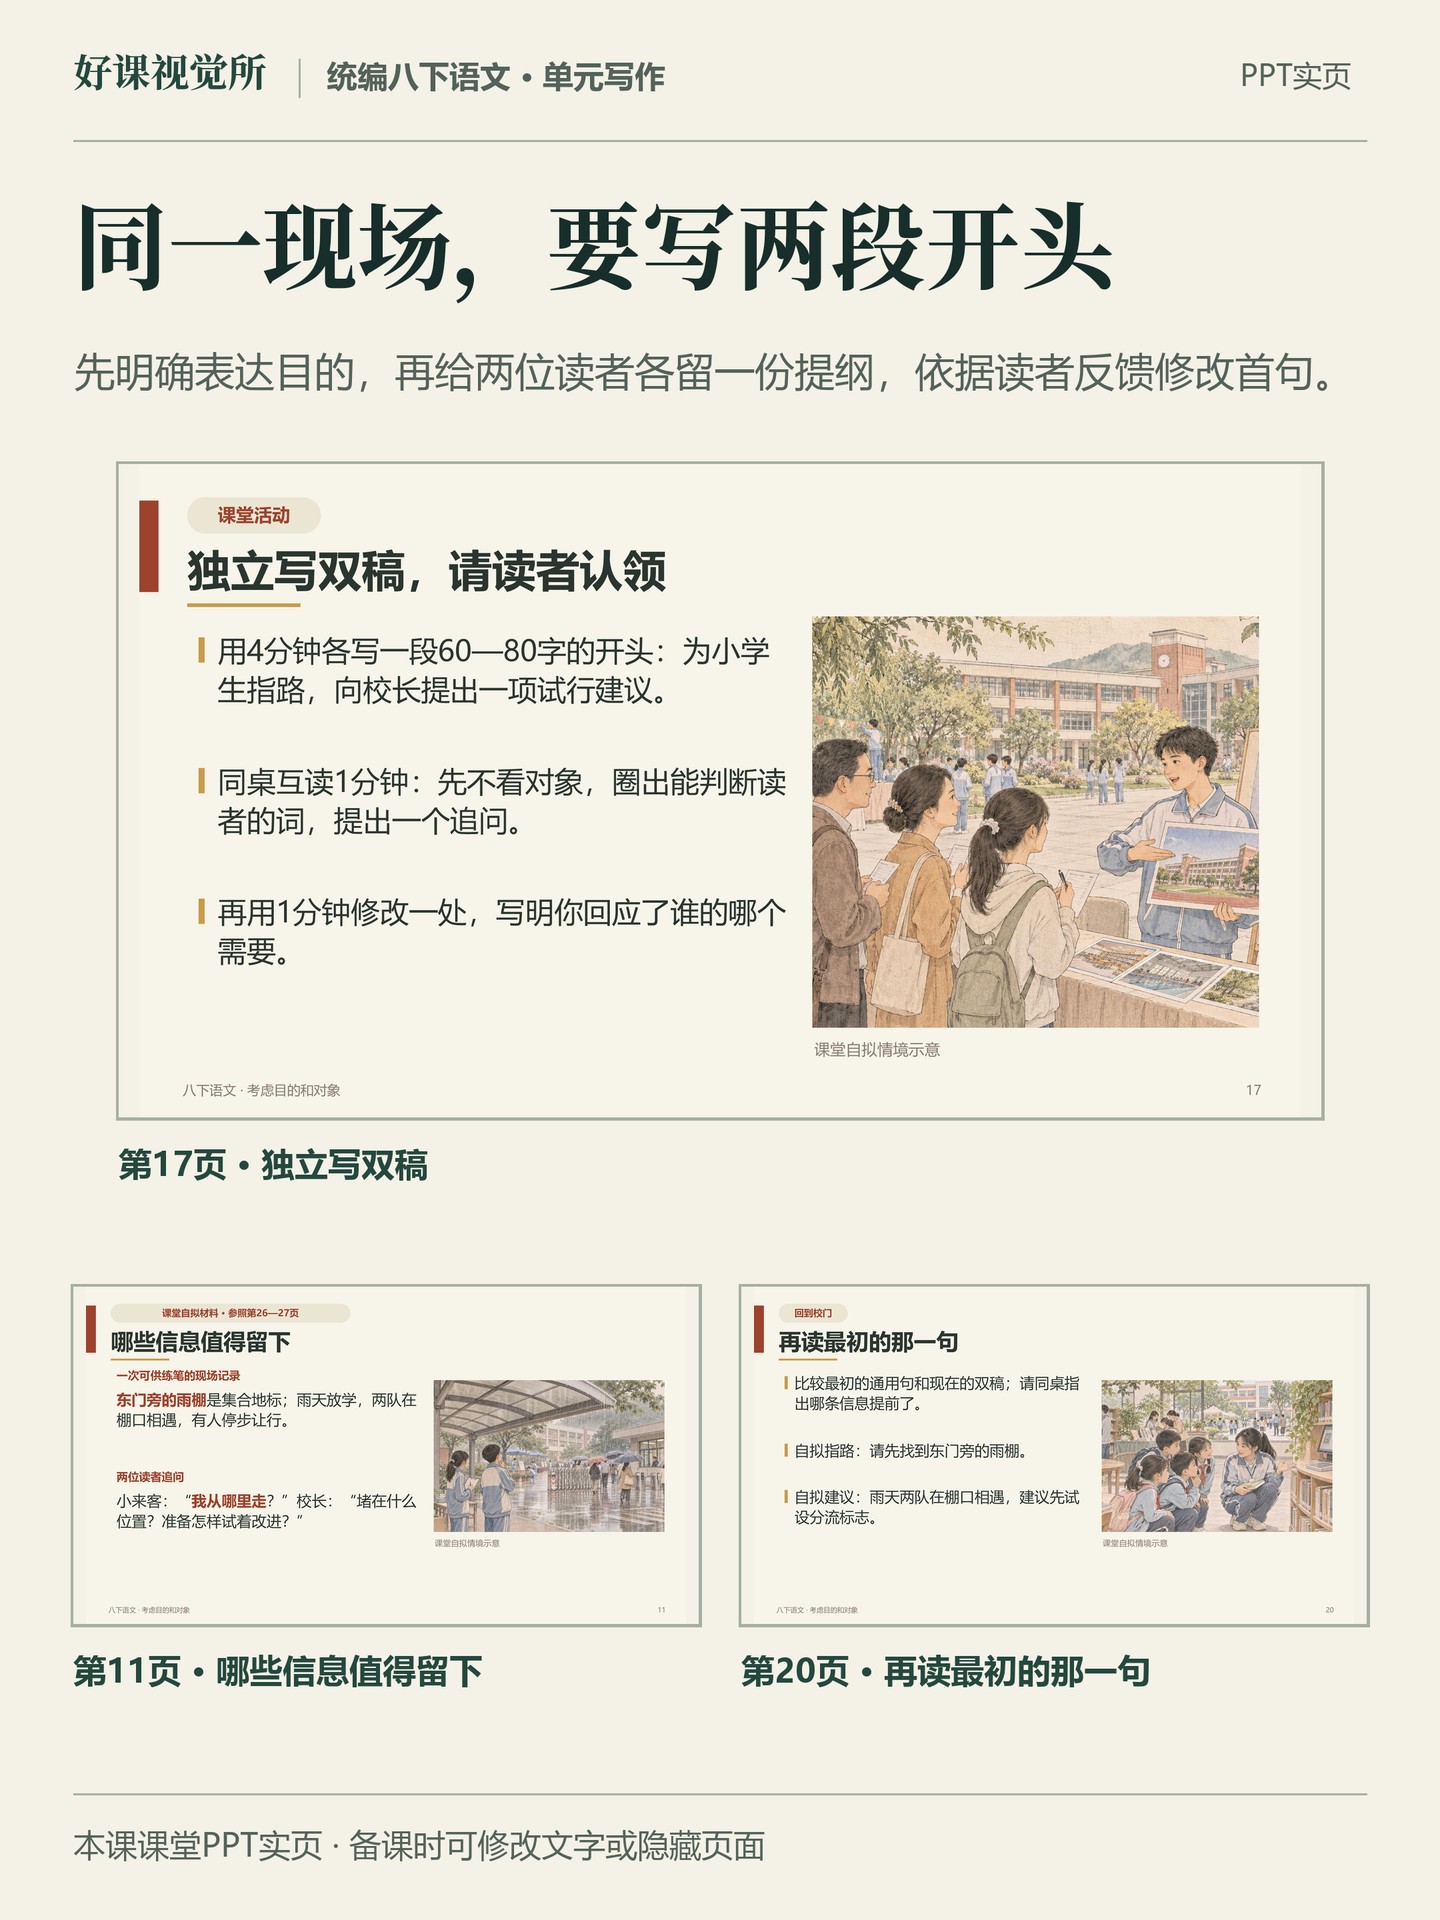 好课视觉所
统编八下语文·单元写作
PPT实页
同一现场，要写两段开头
先明确表达目的，再给两位读者各留一份提纲，依据读者反馈修改首句。
课堂活动
独立写双稿，请读者认领
用4分钟各写一段60—80字的开头：为小学
生指路，向校长提出一项试行建议。
同桌互读1分钟：先不看对象，圈出能判断读
者的词，提出一个追问。
再用1分钟修改一处，写明你回应了谁的哪个
需要。
课堂自拟情境示意
八下语文·考虑目的和对象
17
第17页·独立写双稿
课堂自拟材料·参照第26—27页
哪些信息值得留下
一次可供练笔的现场记录
东门旁的雨棚是集合地标；雨天放学，两队在
棚口相遇，有人停步让行。
两位读者追问
小来客：“我从哪里走？”校长：“堵在什么
位置？准备怎样试着改进？”
课堂自拟情境示意
八下语文·考虑目的和对象
11
第11页·哪些信息值得留下
回到校门
再读最初的那一句
比较最初的通用句和现在的双稿；请同桌指
出哪条信息提前了。
自拟指路：请先找到东门旁的雨棚。
自拟建议：雨天两队在棚口相遇，建议先试
设分流标志。
课堂自拟情境示意
八下语文·考虑目的和对象
20
第20页·再读最初的那一句
本课课堂PPT实页·备课时可修改文字或隐藏页面